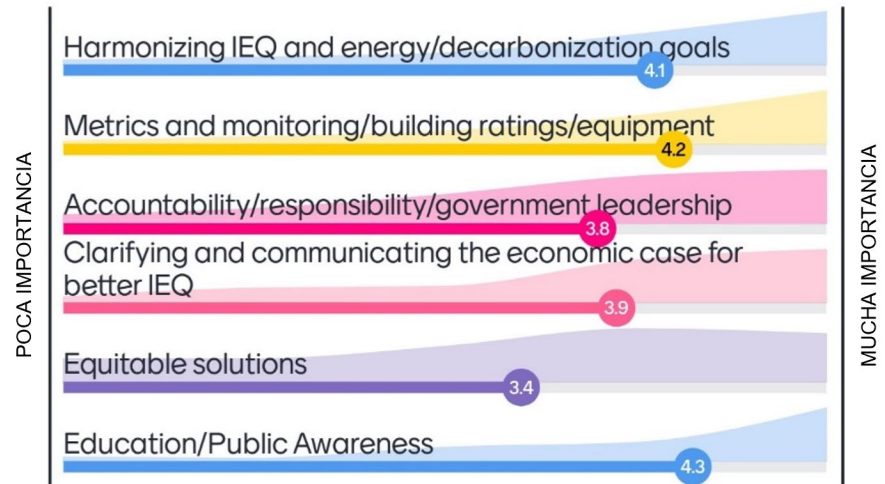 POCA IMPORTANCIA
Harmonizing IEQ and energy/decarbonization goals
4.1
Metrics and monitoring/building ratings/equipment
4.2
Accountability/responsibility/government leadership
3.8
Clarifying and communicating the economic case for
better IEQ
3.9
Equitable solutions
3.4
Education/Public Awareness
4.3
MUCHA IMPORTANCIA